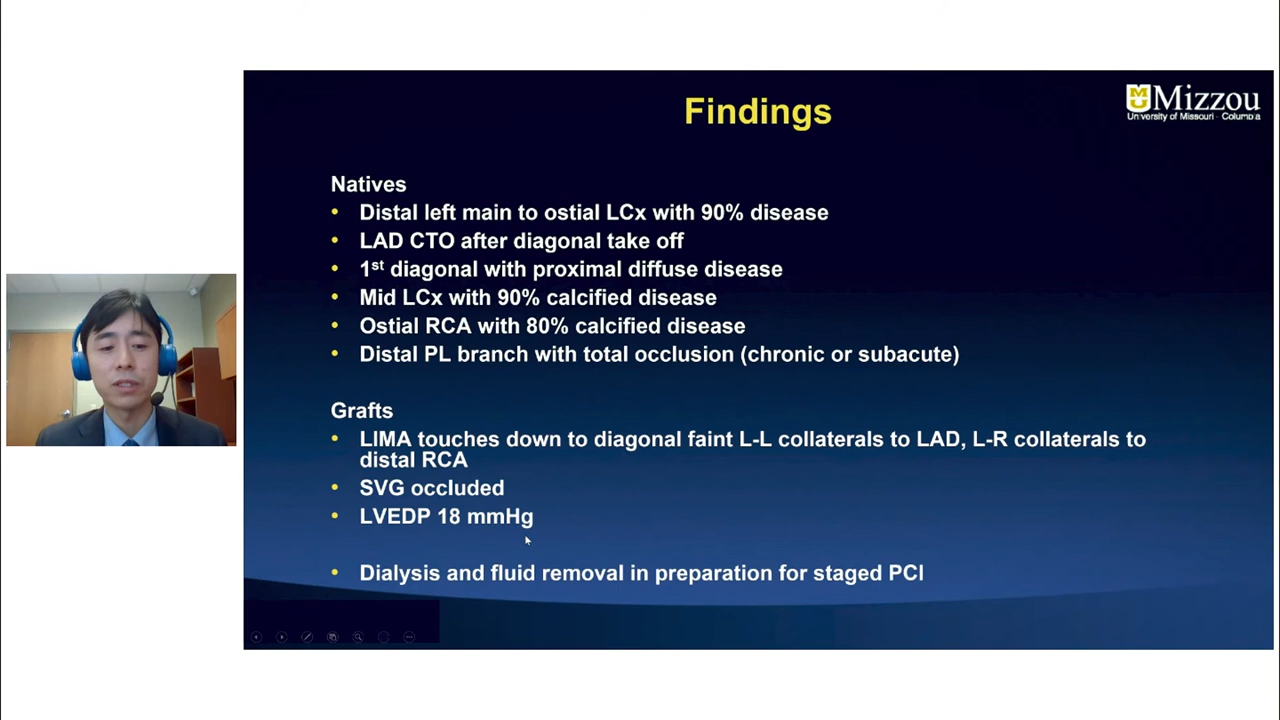 Findings
Mizzou
University of Missouri - Columbia
Natives
• Distal left main to ostial LCx with 90% disease
• LAD CTO after diagonal take off
• 1st diagonal with proximal diffuse disease
• Mid LCx with 90% calcified disease
• Ostial RCA with 80% calcified disease
• Distal PL branch with total occlusion (chronic or subacute)
Grafts
• LIMA touches down to diagonal faint L-L collaterals to LAD, L-R collaterals to
distal RCA
• SVG occluded
• LVEDP 18 mmHg
• Dialysis and fluid removal in preparation for staged PCI